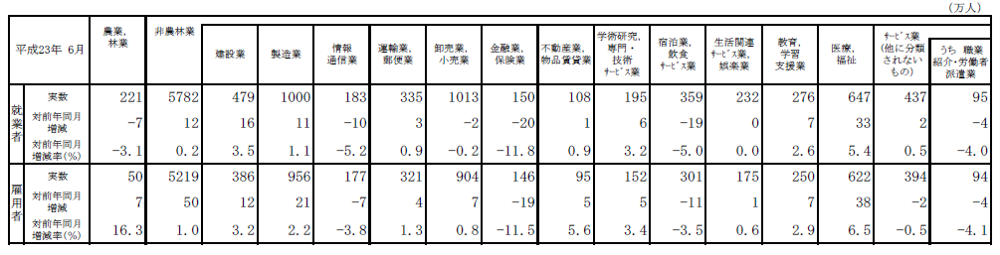 （万人）
平成23年 6月
農業，
林業
非農林業
建設業
製造業
情報
通信業
運輸業，
郵便業
卸売業，
小売業
金融業，
保険業
不動産業，
物品賃貸業
学術研究，
専門・
技術
ｻｰﾋﾞｽ業
宿泊業，
飲食
ｻｰﾋﾞｽ業
生活関連
ｻｰﾋﾞｽ業，
娯楽業
教育，
学習
支援業
医療，
福祉
ｻｰﾋﾞｽ業
(他に分類
されない
もの)
うち 職業
紹介・労働者
派遣業
就業者
実数 221 5782 479 1000 183 335 1013 150 108 195 359 232 276 647 437 95
対前年同月
増減 -7 12 16 11 -10 3 -2 -20 1 6 -19 0 7 33 2 -4
対前年同月
増減率(%) -3.1 0.2 3.5 1.1 -5.2 0.9 -0.2 -11.8 0.9 3.2 -5.0 0.0 2.6 5.4 0.5 -4.0
雇用者
実数 50 5219 386 956 177 321 904 146 95 152 301 175 250 622 394 94
対前年同月
増減 7 50 12 21 -7 4 7 -19 5 5 -11 1 7 38 -2 -4
対前年同月
増減率(%) 16.3 1.0 3.2 2.2 -3.8 1.3 0.8 -11.5 5.6 3.4 -3.5 0.6 2.9 6.5 -0.5 -4.1